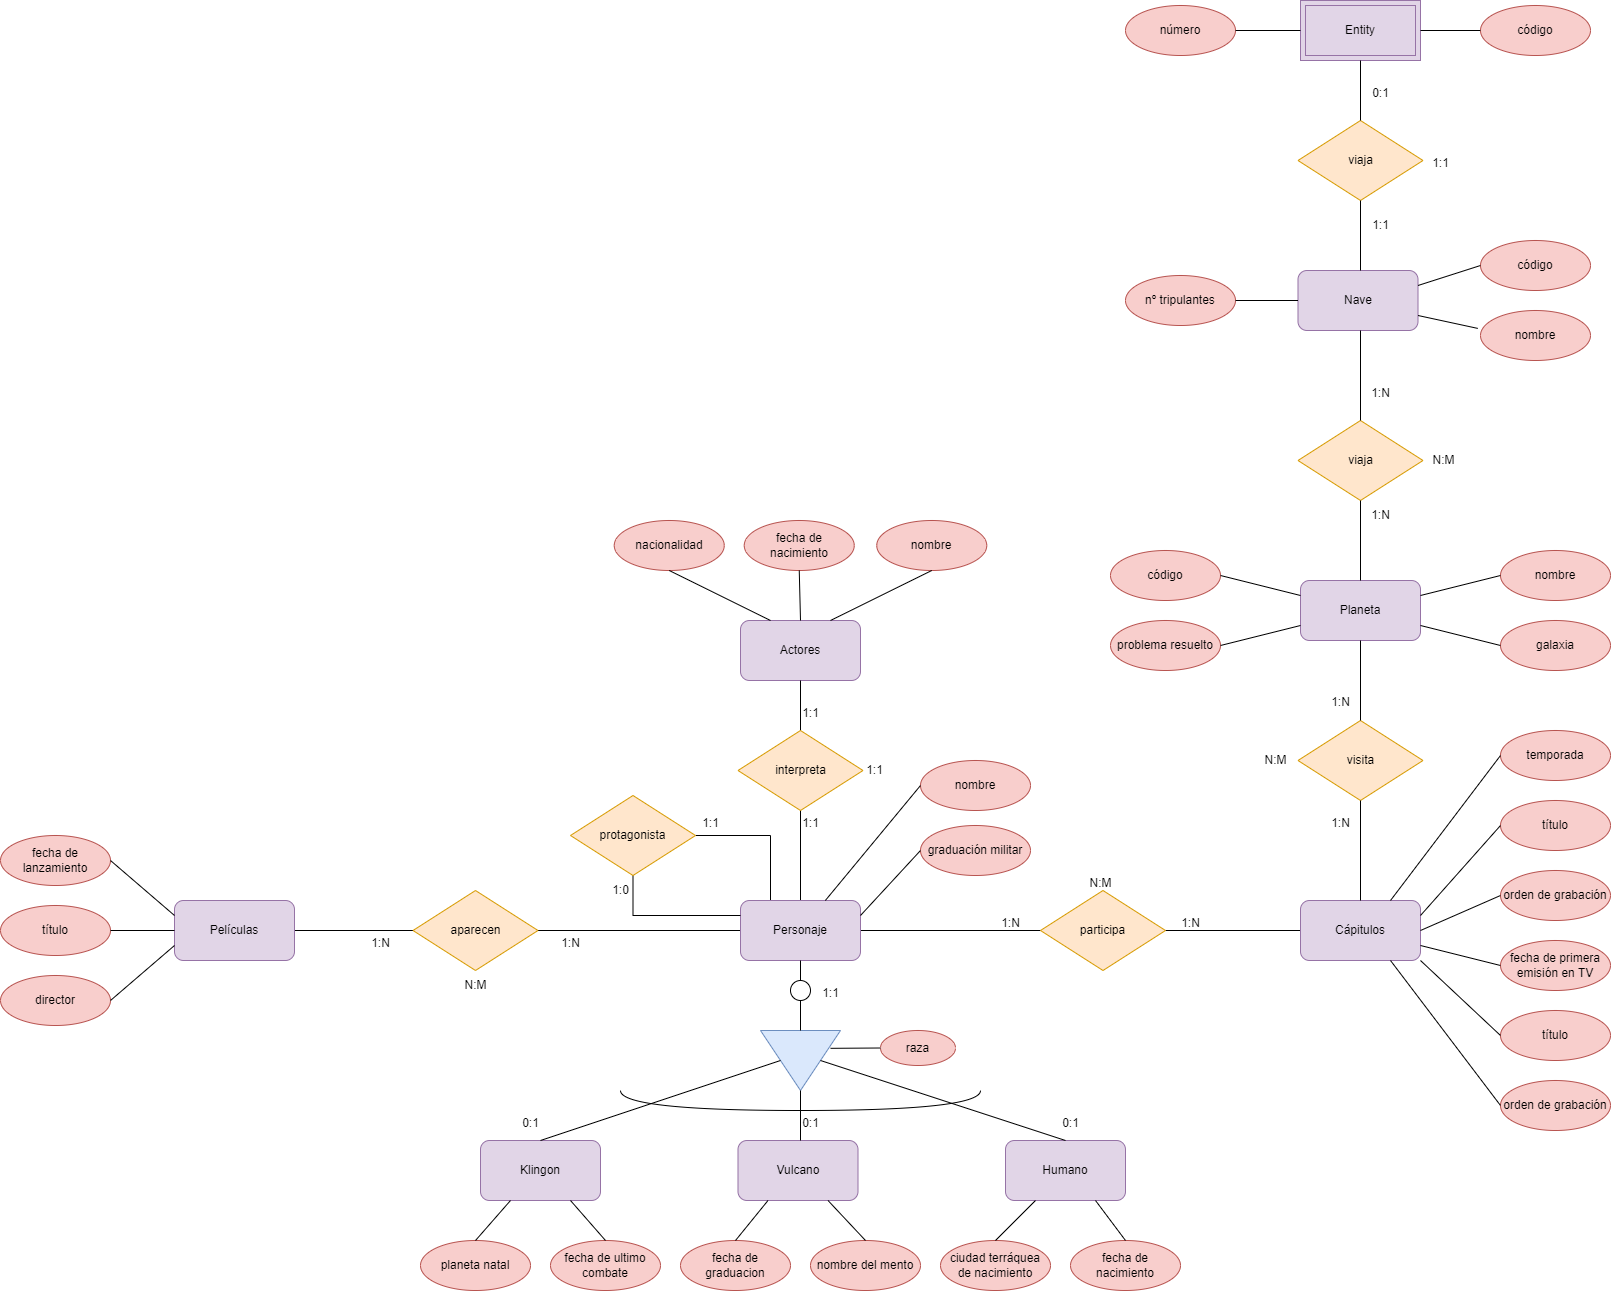 número
Entity
código
0:1
viaja
1:1
1:1
código
nº tripulantes
Nave
nombre
1:N
viaja
N:M
1:N
nacionalidad
fecha de
nacimiento
nombre
código
nombre
Planeta
problema resuelto
galaxia
Actores
1:N
1:1
N:M
visita
temporada
interpreta
1:1
nombre
1:1
1:N
título
protagonista
graduación militar
fecha de
lanzamiento
1:0
N:M
orden de grabación
título
Películas
1:N
aparecen
1:N
N:M
Personaje
1:N
participa
1:N
Cápitulos
fecha de primera
emisión en TV
director
1:1
título
raza
orden de grabación
0:1
0:1
0:1
Klingon
Vulcano
Humano
planeta natal
fecha de ultimo
combate
fecha de
graduacion
nombre del mento
ciudad terráquea
de nacimiento
fecha de
nacimiento
1:1